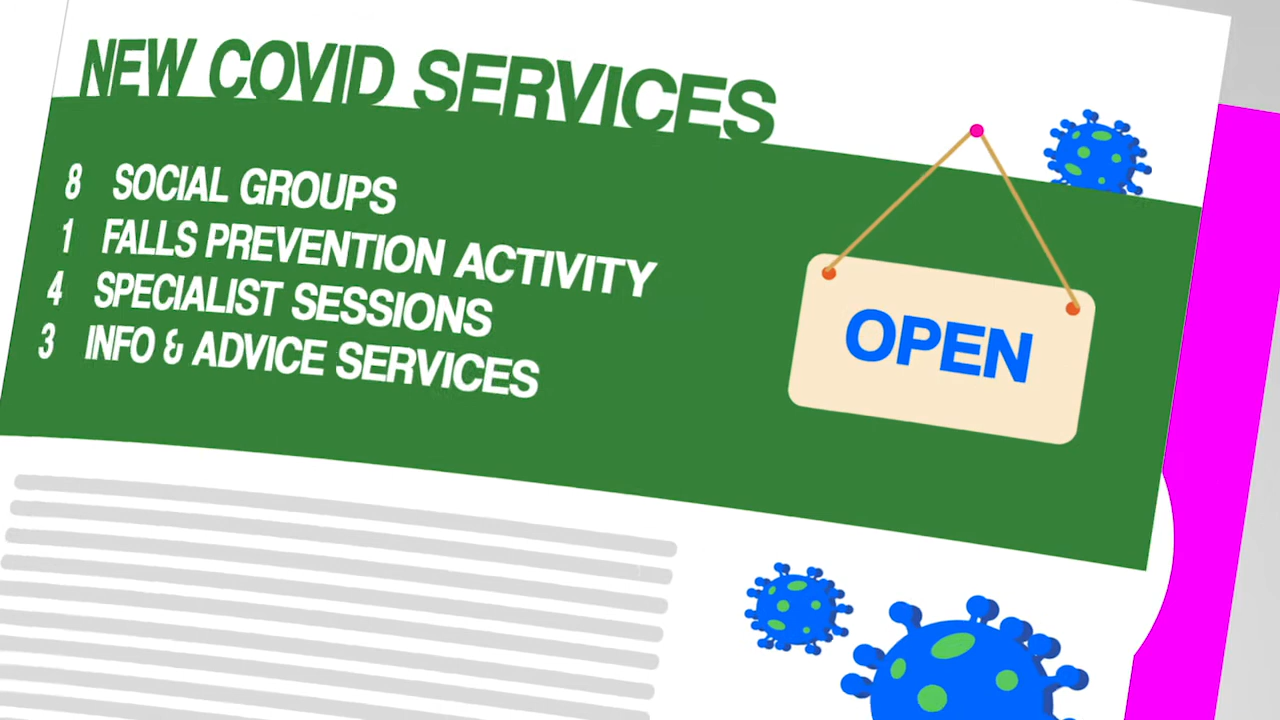 NEW COVID SERVICES
8 SOCIAL GROUPS
1 FALLS PREVENTION ACTIVITY
4 SPECIALIST SESSIONS
3 INFO & ADVICE SERVICES
OPEN